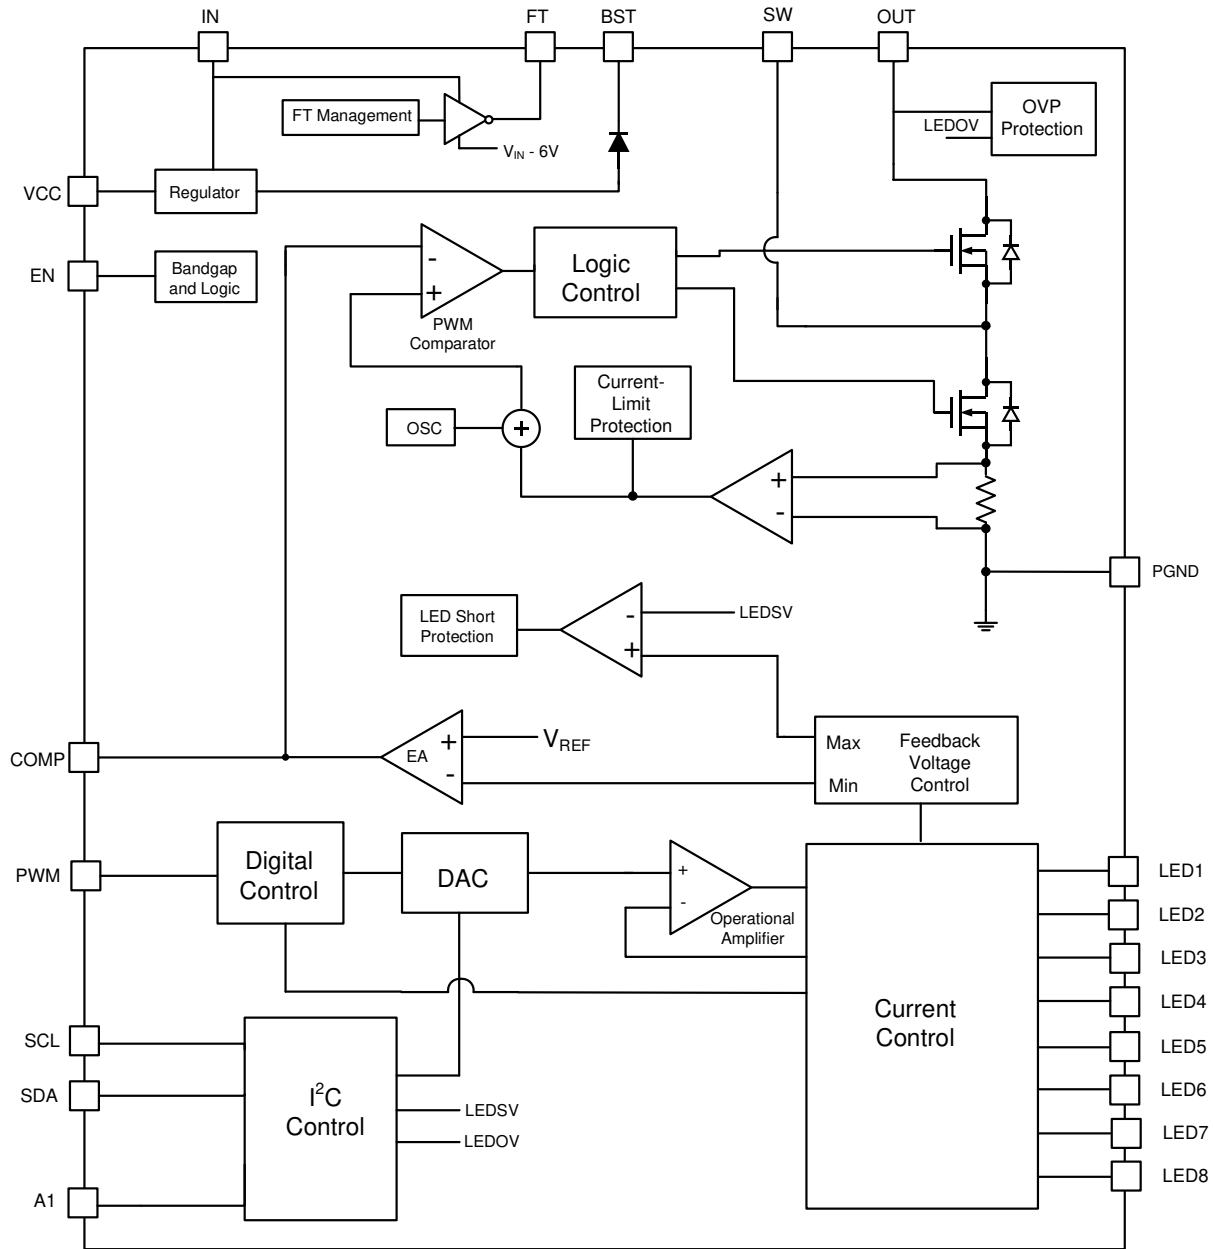 IN
FT
BST
SW
OUT
FT Management
V_IN - 6V
OVP
Protection
LEDOV
VCC
Regulator
EN
Bandgap
and Logic
-
+
PWM
Comparator
Logic
Control
Current-
Limit
Protection
OSC
+
+
-
PGND
LED Short
Protection
-
+
LEDSV
COMP
EA
+
-
V_REF
Max
Min
Feedback
Voltage
Control
PWM
Digital
Control
DAC
+
-
Operational
Amplifier
Current
Control
LED1
LED2
LED3
LED4
LED5
LED6
LED7
LED8
SCL
SDA
A1
I²C
Control
LEDSV
LEDOV